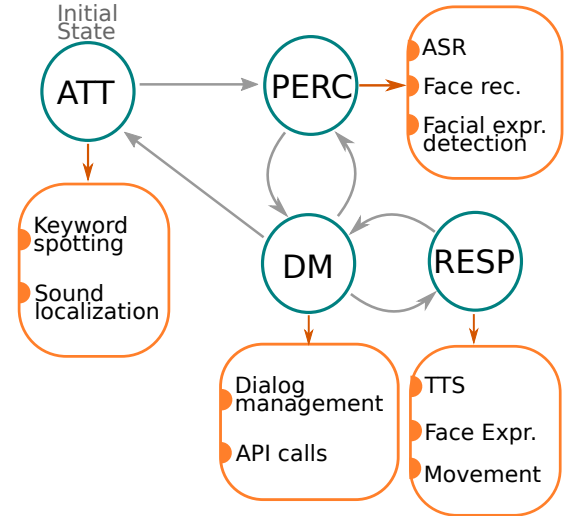 Initial
State
ATT
PERC
ASR
Face rec.
Facial expr.
detection
Keyword
spotting
Sound
localization
DM
RESP
Dialog
management
API calls
TTS
Face Expr.
Movement